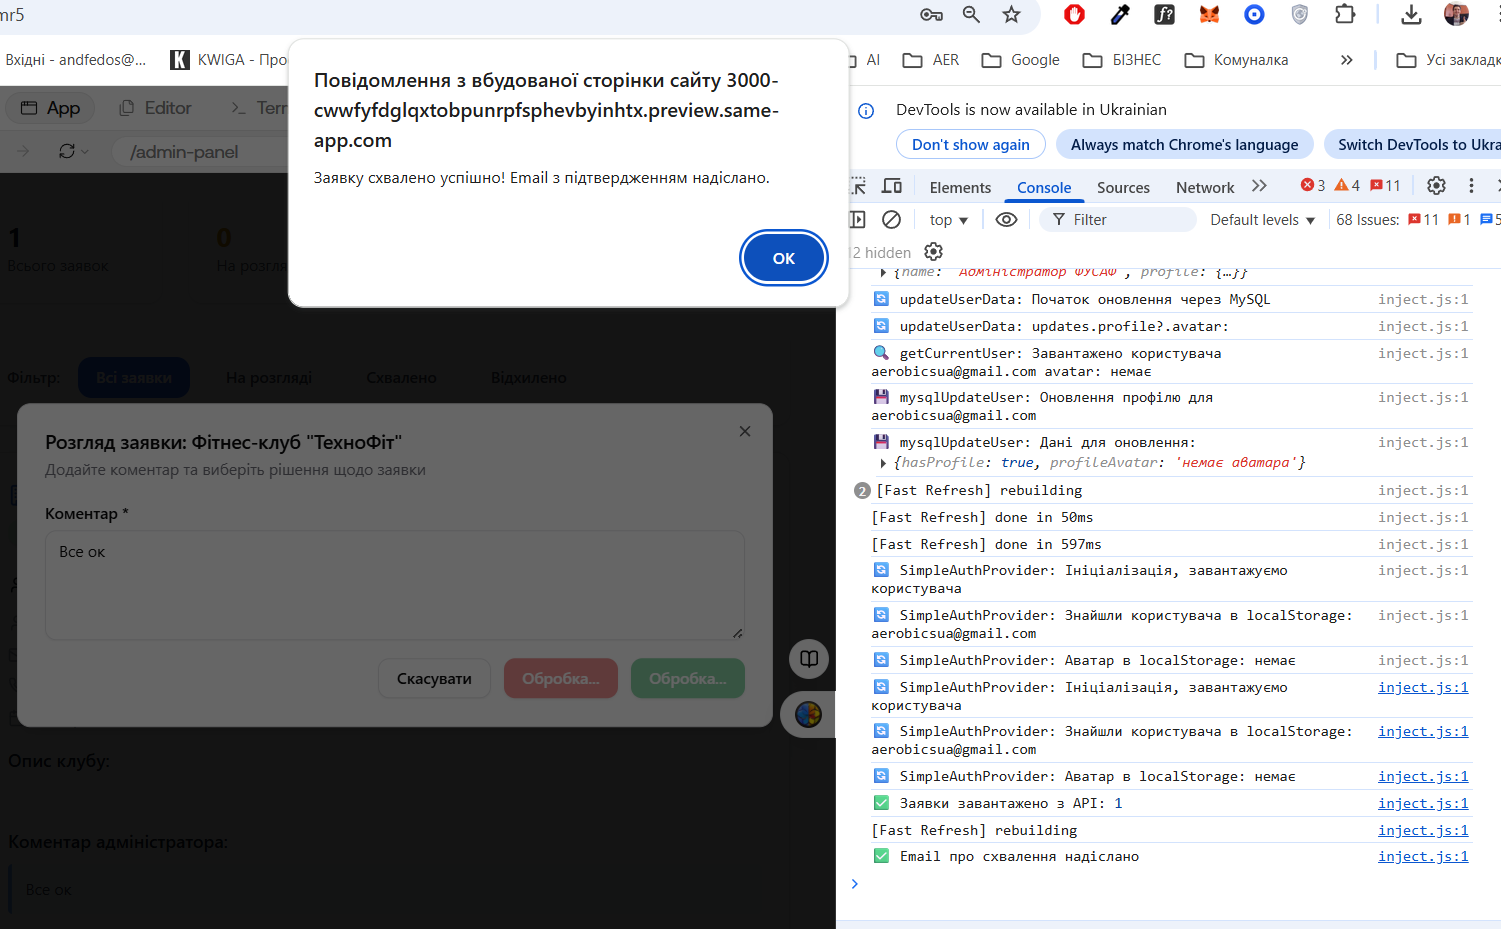 mr5
Вхідні - andfedos@...
KWIGA - Про
AI
AER
Google
БІЗНЕС
Комуналка
»
Усі закладк
App
Editor
>_ Terr
/admin-panel
Повідомлення з вбудованої сторінки сайту 3000-
cwwfyfdglqxtobpunrpfsphevbyinhtx.preview.same-
app.com
Заявку схвалено успішно! Email з підтвердженням надіслано.
ОК
1
Всього заявок
0
На розгля
Фільтр:
Всі заявки
На розгляді
Схвалено
Відхилено
Розгляд заявки: Фітнес-клуб "ТехноФіт"
Додайте коментар та виберіть рішення щодо заявки
Коментар *
Все ок
Скасувати
Обробка...
Обробка...
Опис клубу:
Коментар адміністратора:
Все ок
DevTools is now available in Ukrainian
Don't show again
Always match Chrome's language
Switch DevTools to Ukra
Elements
Console
Sources
Network
3
4
11
top
Filter
Default levels
68 Issues:
11
1
5
2 hidden
{name: 'Адміністратор ФУСАФ', profile: {…}}
updateUserData: Початок оновлення через MySQL inject.js:1
updateUserData: updates.profile?.avatar: inject.js:1
getCurrentUser: Завантажено користувача inject.js:1
aerobicsua@gmail.com avatar: немає
mysqlUpdateUser: Оновлення профілю для inject.js:1
aerobicsua@gmail.com
mysqlUpdateUser: Дані для оновлення: inject.js:1
{hasProfile: true, profileAvatar: 'немає аватара'}
2 [Fast Refresh] rebuilding inject.js:1
[Fast Refresh] done in 50ms inject.js:1
[Fast Refresh] done in 597ms inject.js:1
SimpleAuthProvider: Ініціалізація, завантажуємо inject.js:1
користувача
SimpleAuthProvider: Знайшли користувача в localStorage: inject.js:1
aerobicsua@gmail.com
SimpleAuthProvider: Аватар в localStorage: немає inject.js:1
SimpleAuthProvider: Ініціалізація, завантажуємо inject.js:1
користувача
SimpleAuthProvider: Знайшли користувача в localStorage: inject.js:1
aerobicsua@gmail.com
SimpleAuthProvider: Аватар в localStorage: немає inject.js:1
Заявки завантажено з API: 1 inject.js:1
[Fast Refresh] rebuilding inject.js:1
Email про схвалення надіслано inject.js:1